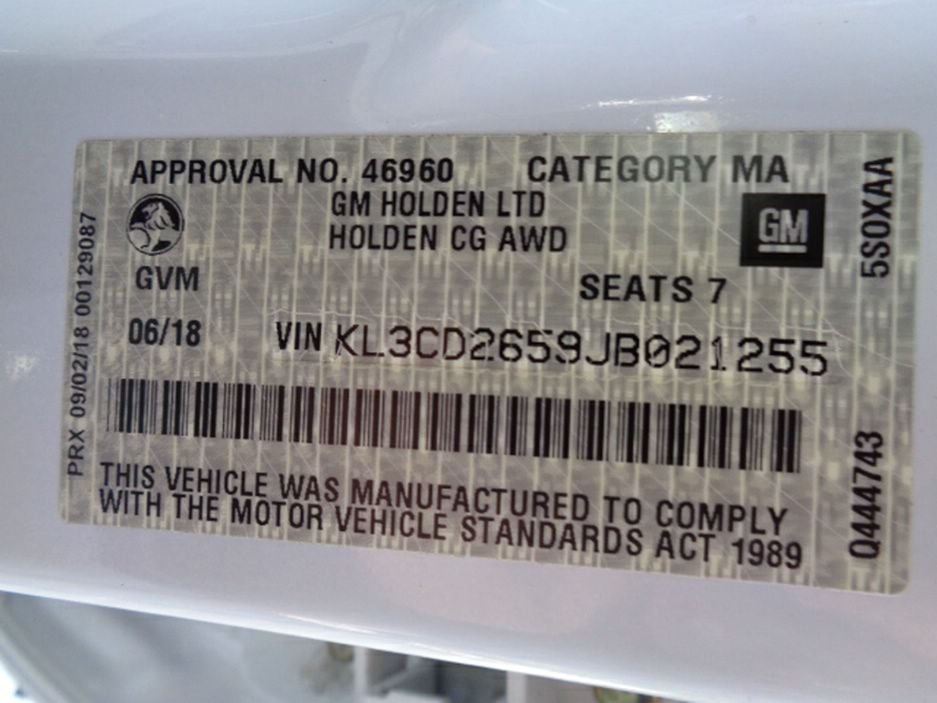 APPROVAL NO. 46960 CATEGORY MA
GM HOLDEN LTD
HOLDEN CG AWD
GM
GVM
SEATS 7
06/18 VIN KL3CD2659JB021255
THIS VEHICLE WAS MANUFACTURED TO COMPLY
WITH THE MOTOR VEHICLE STANDARDS ACT 1989
PRX 09/02/18 00129087
5S0XAA
Q444743